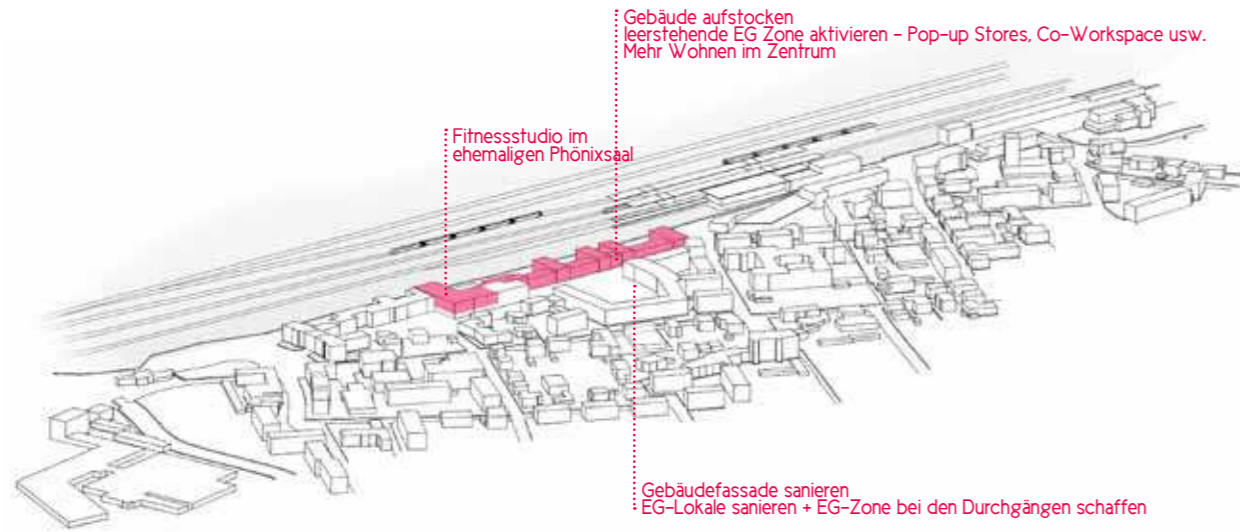 Gebäude aufstocken
leerstehende EG Zone aktivieren - Pop-up Stores, Co-Workspace usw.
Mehr Wohnen im Zentrum
Fitnessstudio im
ehemaligen Phönixsaal
Gebäudefassade sanieren
EG-Lokale sanieren + EG-Zone bei den Durchgängen schaffen